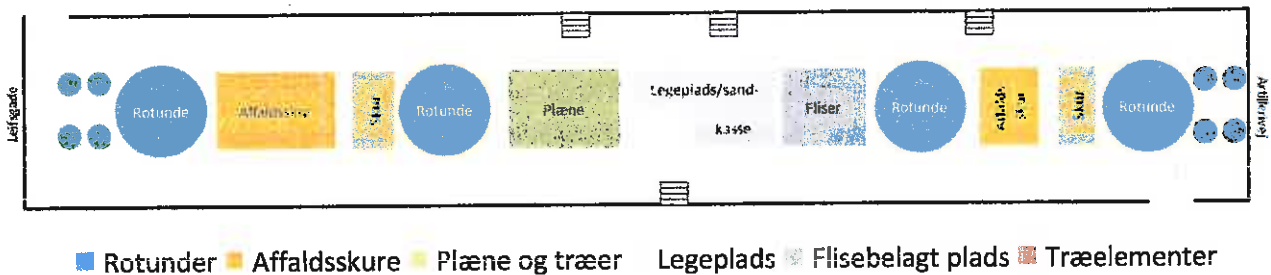 Leifsgade
Rotunde
Affaldsskur
Skur
Rotunde
Plæne
Legeplads/sand-
kasse
Fliser
Rotunde
Affalds
skur
Skur
Rotunde
Artillerivej
Rotunder Affaldsskure Plæne og træer Legeplads Flisebelagt plads Træelementer